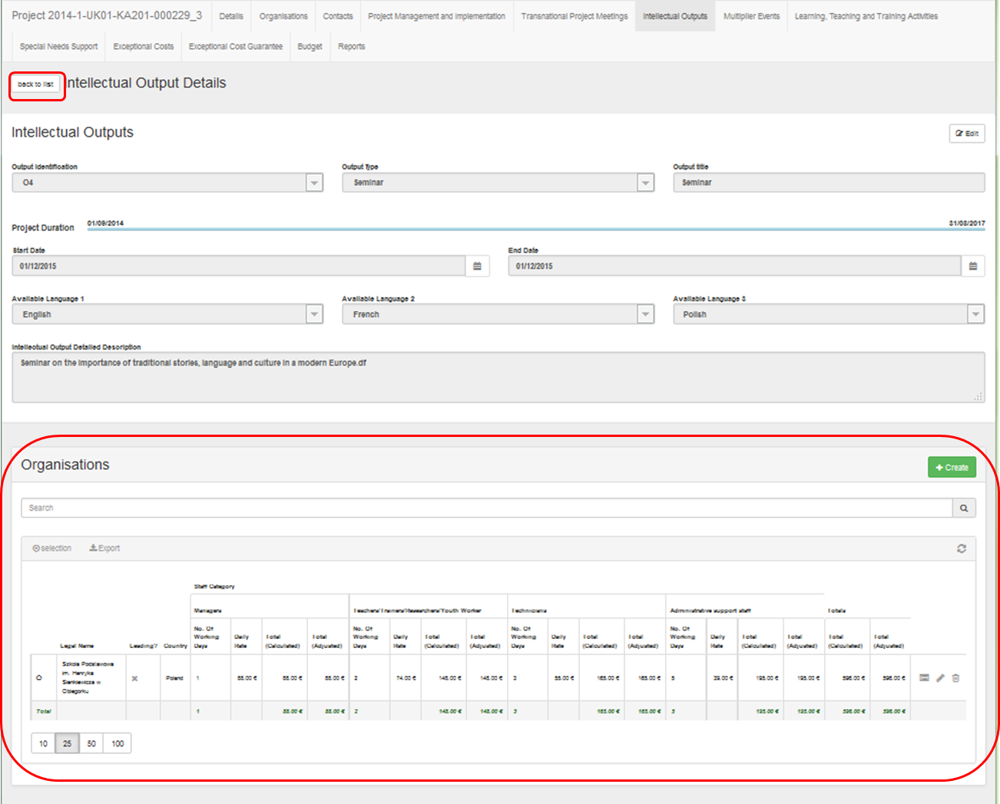 Project 2014-1-UK01-KA201-000229_3 Details Organisations Contacts Project Management and Implementation Transnational Project Meetings Intellectual Outputs Multiplier Events Learning, Teaching and Training Activities
Special Needs Support Exceptional Costs Exceptional Cost Guarantee Budget Reports
back to list Intellectual Output Details
Intellectual Outputs Edit
Output Identification Output Type Output title
O4 Seminar Seminar
Project Duration 01/09/2014 31/08/2017
Start Date End Date
01/12/2015 01/12/2015
Available Language 1 Available Language 2 Available Language 3
English French Polish
Intellectual Output Detailed Description
Seminar on the importance of traditional stories, language and culture in a modern Europe.df
Organisations + Create
Search
selection Export
Staff Category
Managers Teachers/Trainers/Researchers/Youth Worker Technicians Administrative support staff Totals
Legal Name Leading? Country No. Of Working Days Daily Rate Total (Calculated) Total (Adjusted) No. Of Working Days Daily Rate Total (Calculated) Total (Adjusted) No. Of Working Days Daily Rate Total (Calculated) Total (Adjusted) No. Of Working Days Daily Rate Total (Calculated) Total (Adjusted) Total (Calculated) Total (Adjusted)
Szkola Podstawowa im. Henryka Sienkiewicza w Oblegorku Poland 1 88.00 € 88.00 € 88.00 € 2 74.00 € 148.00 € 148.00 € 3 55.00 € 165.00 € 165.00 € 5 39.00 € 195.00 € 195.00 € 596.00 € 596.00 €
Total 1 88.00 € 88.00 € 2 148.00 € 148.00 € 3 165.00 € 165.00 € 5 195.00 € 195.00 € 596.00 € 596.00 €
10 25 50 100